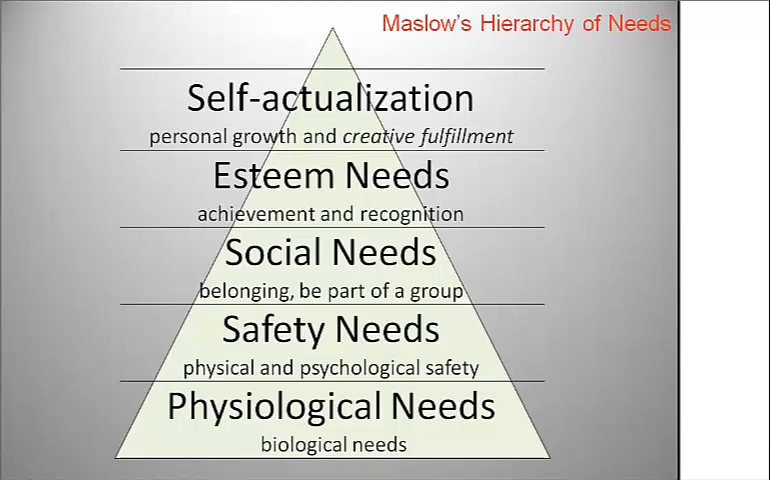 Maslow's Hierarchy of Needs
Self-actualization
personal growth and creative fulfillment
Esteem Needs
achievement and recognition
Social Needs
belonging, be part of a group
Safety Needs
physical and psychological safety
Physiological Needs
biological needs